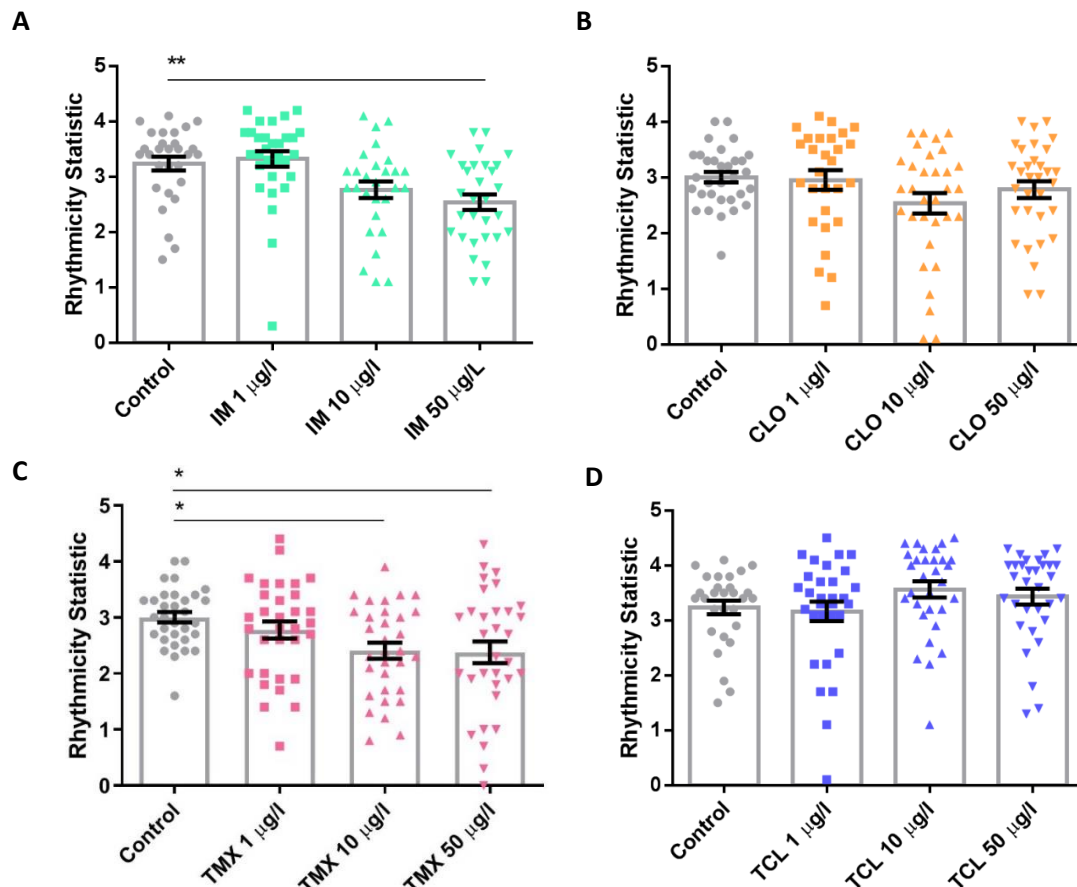 A
**
Rhythmicity Statistic
5
4
3
2
1
0
Control
IM 1 μg/l
IM 10 μg/l
IM 50 μg/L
B
Rhythmicity Statistic
5
4
3
2
1
0
Control
CLO 1 μg/l
CLO 10 μg/l
CLO 50 μg/l
C
*
*
Rhythmicity Statistic
5
4
3
2
1
0
Control
TMX 1 μg/l
TMX 10 μg/l
TMX 50 μg/l
D
Rhythmicity Statistic
5
4
3
2
1
0
Control
TCL 1 μg/l
TCL 10 μg/l
TCL 50 μg/l